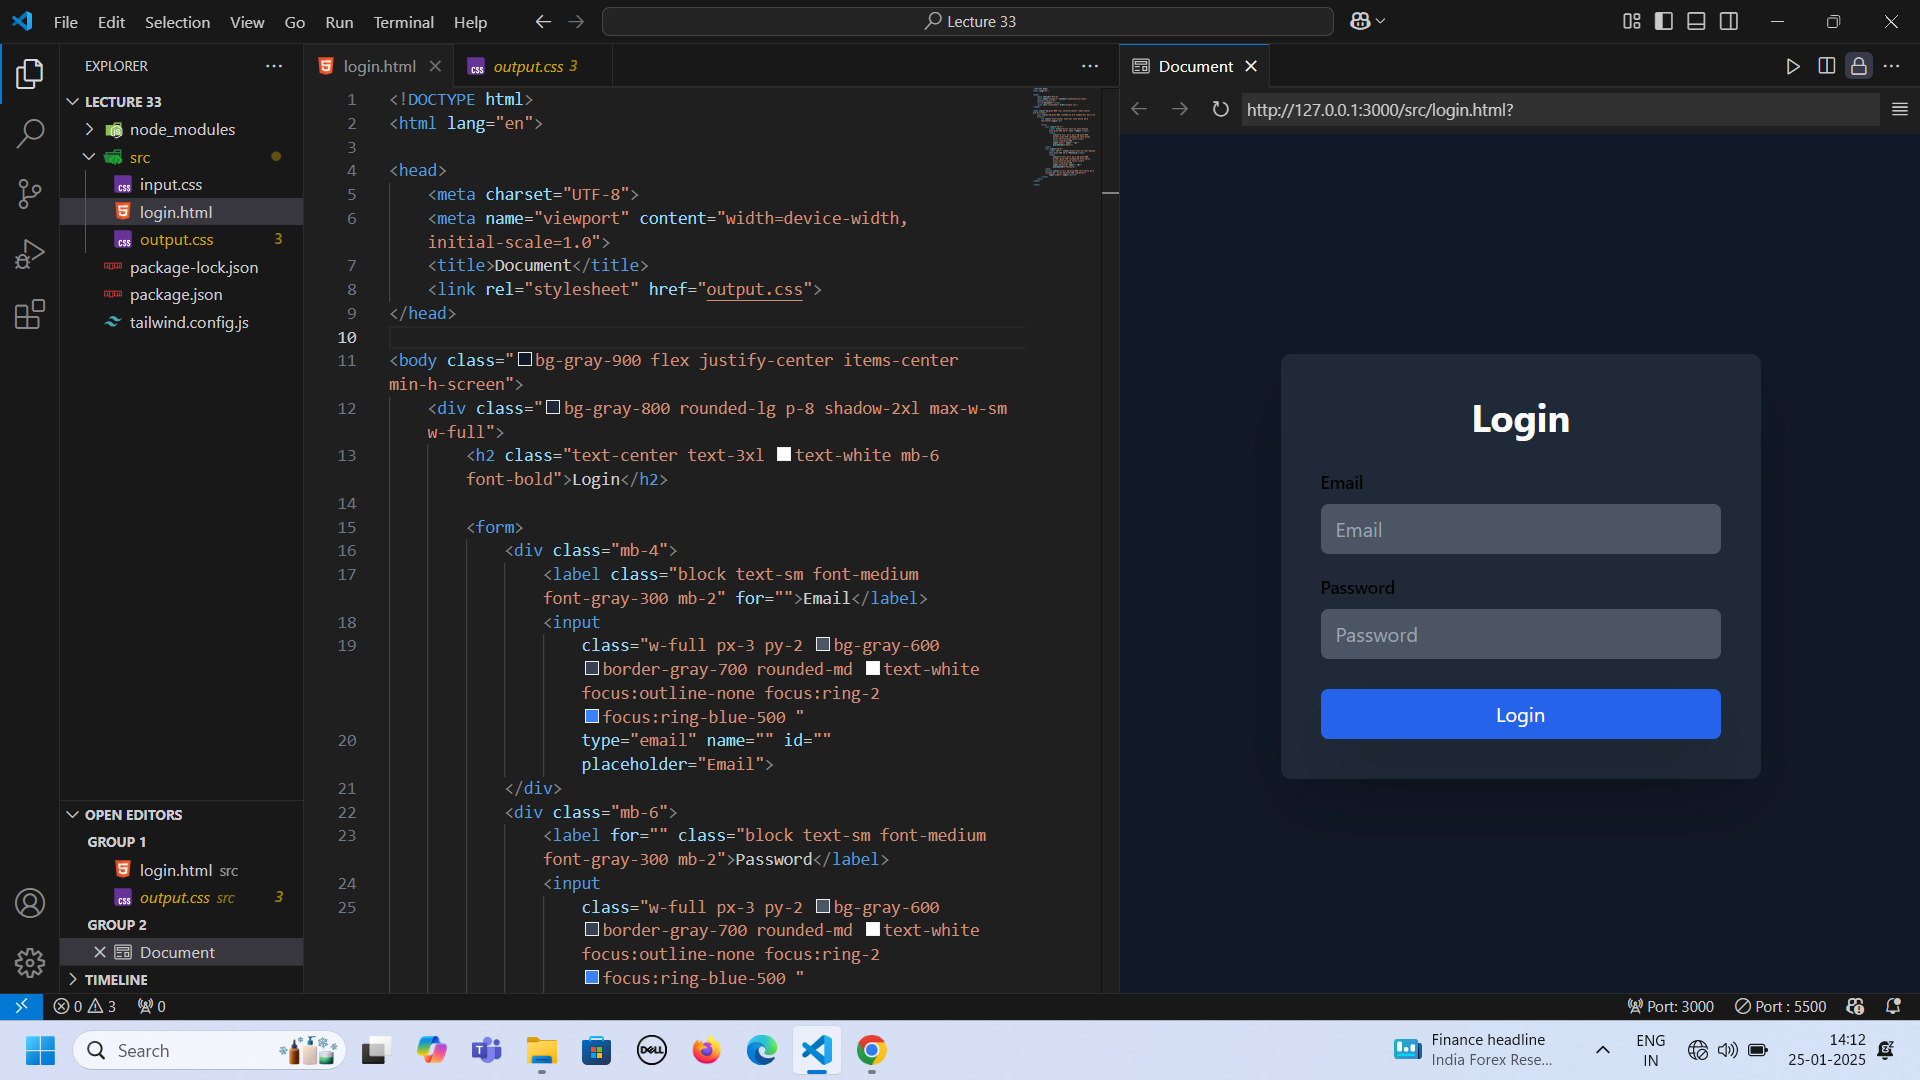 File Edit Selection View Go Run Terminal Help
Lecture 33
EXPLORER
LECTURE 33
node_modules
src
input.css
login.html
output.css 3
package-lock.json
package.json
tailwind.config.js
OPEN EDITORS
GROUP 1
login.html src
output.css src 3
GROUP 2
Document
TIMELINE
login.html
output.css 3
1 <!DOCTYPE html>
2 <html lang="en">
3
4 <head>
5 <meta charset="UTF-8">
6 <meta name="viewport" content="width=device-width,
initial-scale=1.0">
7 <title>Document</title>
8 <link rel="stylesheet" href="output.css">
9 </head>
10
11 <body class="bg-gray-900 flex justify-center items-center
min-h-screen">
12 <div class="bg-gray-800 rounded-lg p-8 shadow-2xl max-w-sm
w-full">
13 <h2 class="text-center text-3xl text-white mb-6
font-bold">Login</h2>
14
15 <form>
16 <div class="mb-4">
17 <label class="block text-sm font-medium
font-gray-300 mb-2" for="">Email</label>
18 <input
19 class="w-full px-3 py-2 bg-gray-600
border-gray-700 rounded-md text-white
focus:outline-none focus:ring-2
focus:ring-blue-500 "
20 type="email" name="" id=""
placeholder="Email">
21 </div>
22 <div class="mb-6">
23 <label for="" class="block text-sm font-medium
font-gray-300 mb-2">Password</label>
24 <input
25 class="w-full px-3 py-2 bg-gray-600
border-gray-700 rounded-md text-white
focus:outline-none focus:ring-2
focus:ring-blue-500 "
Document
http://127.0.0.1:3000/src/login.html?
Login
Email
Email
Password
Password
Login
0 3 0
Port: 3000 Port : 5500
Search
DELL
Finance headline
India Forex Rese...
ENG
IN
14:12
25-01-2025